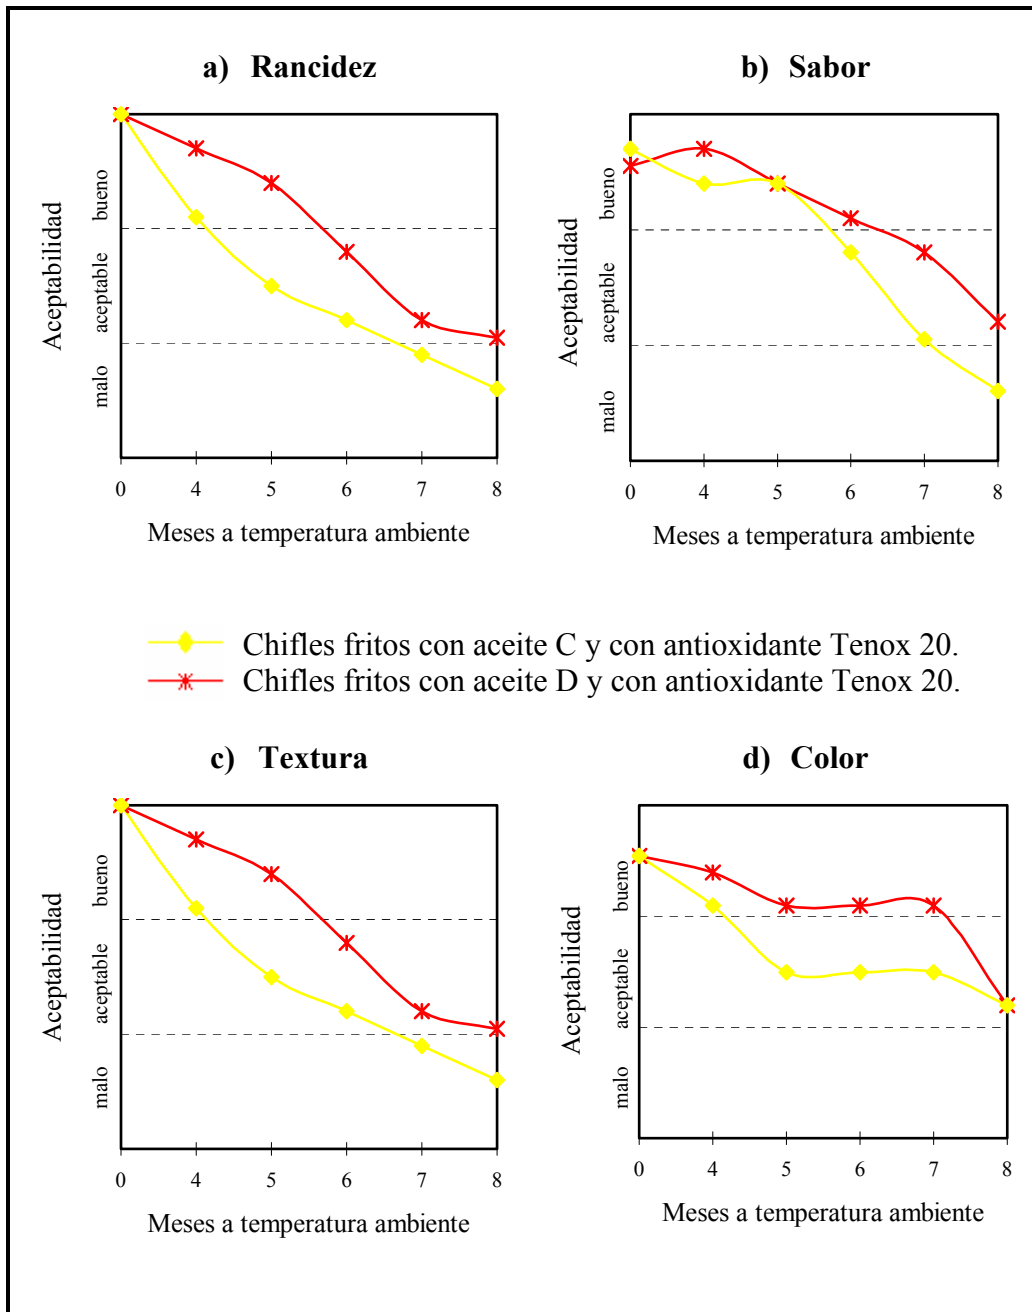 a) Rancidez
Aceptabilidad
bueno
aceptable
malo
0 4 5 6 7 8
Meses a temperatura ambiente
b) Sabor
Aceptabilidad
bueno
aceptable
malo
0 4 5 6 7 8
Meses a temperatura ambiente
Chifles fritos con aceite C y con antioxidante Tenox 20.
Chifles fritos con aceite D y con antioxidante Tenox 20.
c) Textura
Aceptabilidad
bueno
aceptable
malo
0 4 5 6 7 8
Meses a temperatura ambiente
d) Color
Aceptabilidad
bueno
aceptable
malo
0 4 5 6 7 8
Meses a temperatura ambiente